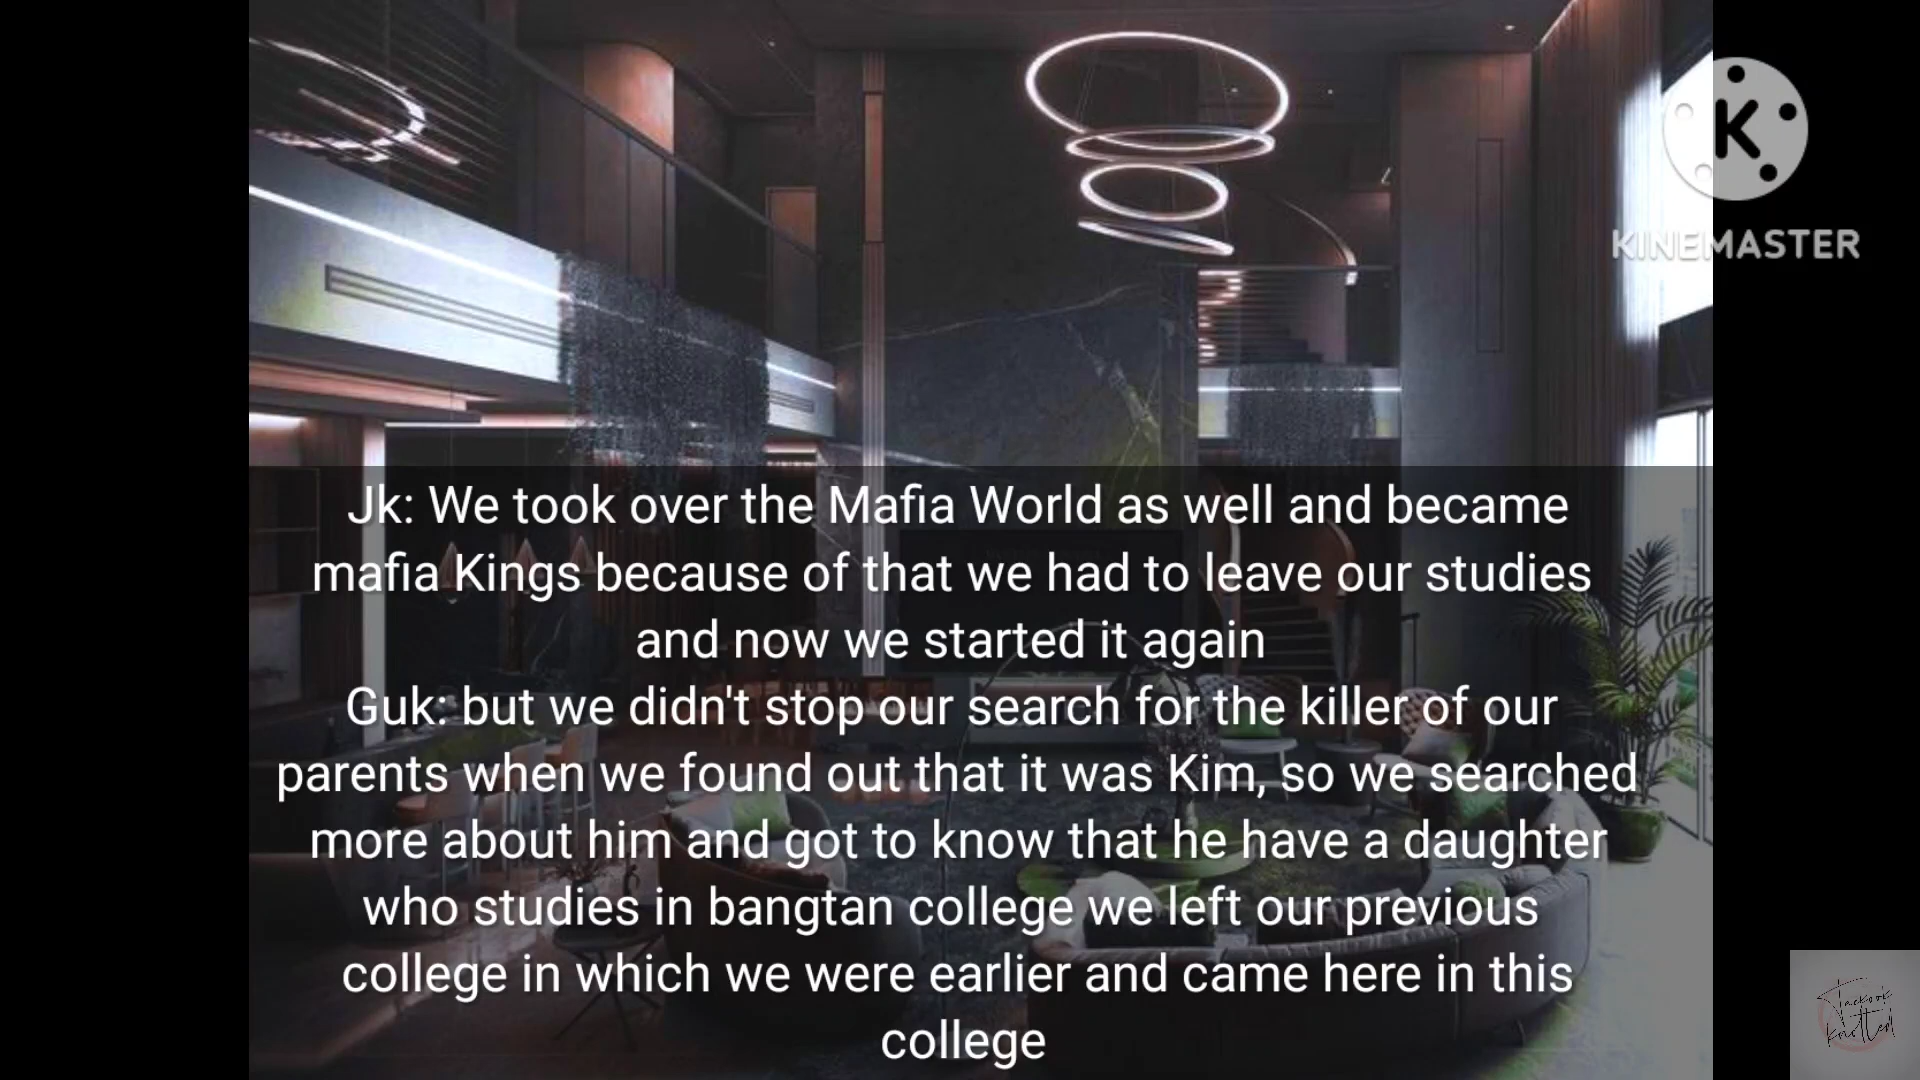 K
KINEMASTER
Jk: We took over the Mafia World as well and became
mafia Kings because of that we had to leave our studies
and now we started it again
Guk: but we didn't stop our search for the killer of our
parents when we found out that it was Kim, so we searched
more about him and got to know that he have a daughter
who studies in bangtan college we left our previous
college in which we were earlier and came here in this
college
Taekook